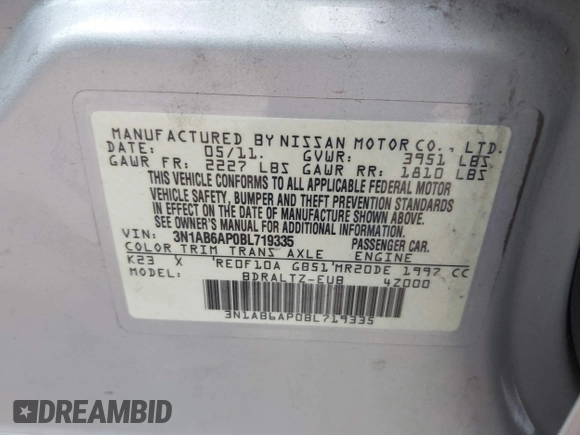 MANUFACTURED BY NISSAN MOTOR CO., LTD.
DATE: 05/11. GVWR: 3951 LBS
GAWR FR: 2227 LBS GAWR RR: 1810 LBS
THIS VEHICLE CONFORMS TO ALL APPLICABLE FEDERAL MOTOR
VEHICLE SAFETY, BUMPER AND THEFT PREVENTION STANDARDS
IN EFFECT ON THE DATE OF MANUFACTURE SHOWN ABOVE.
SEE OWNER'S MANUAL FOR ADDITIONAL INFORMATION.
VIN: 3N1AB6AP0BL719335 PASSENGER CAR.
COLOR TRIM TRANS AXLE ENGINE
K23 X 'RE0F10A GB51'MR20DE 1997 CC
MODEL: BDRALTZ-EUB 4Z000
3N1AB6AP0BL719335
DREAMBID